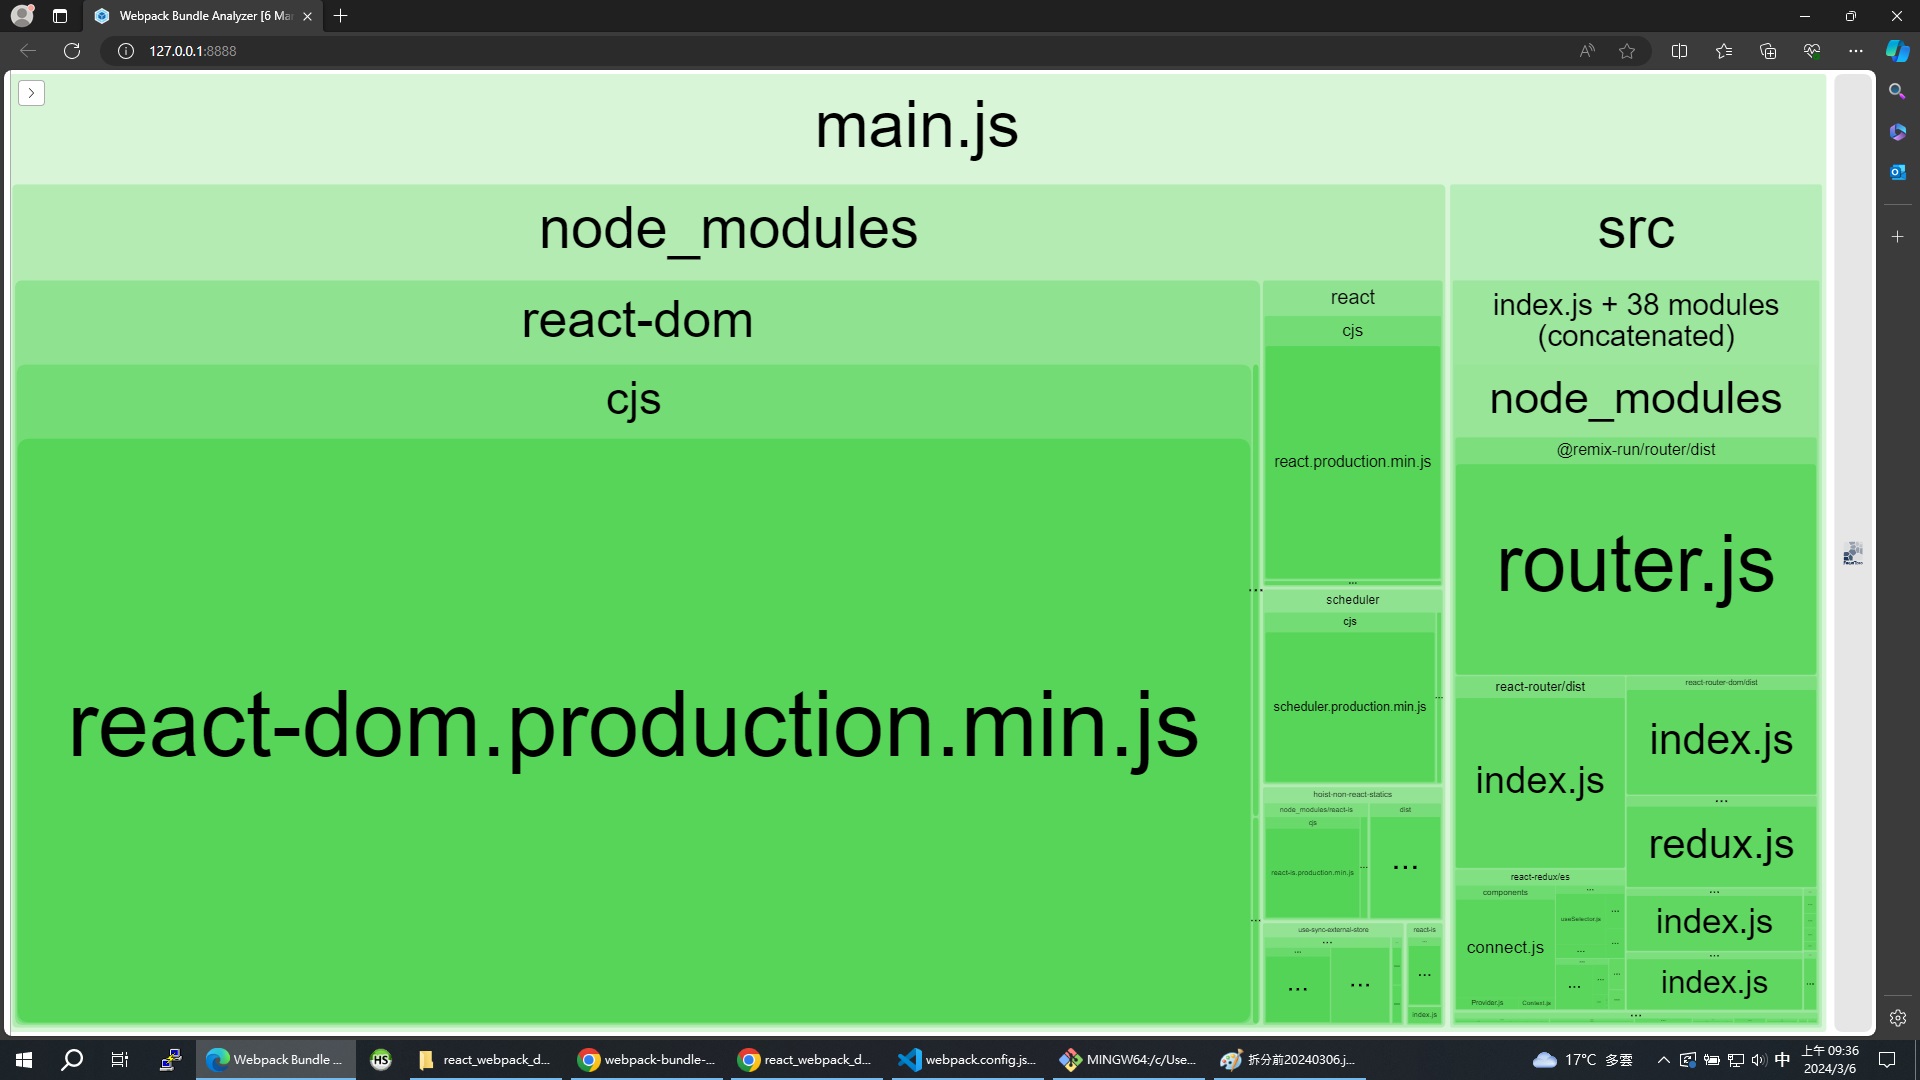 Webpack Bundle Analyzer [6 Mar
127.0.0.1:8888
main.js
node_modules
src
react-dom
react
index.js + 38 modules
(concatenated)
cjs
cjs
node_modules
@remix-run/router/dist
react.production.min.js
router.js
scheduler
cjs
react-dom.production.min.js
scheduler.production.min.js
react-router/dist
react-router-dom/dist
index.js
index.js
hoist-non-react-statics
node_modules/react-is
dist
cjs
redux.js
react-is.production.min.js
react-redux/es
components
useSelector.js
index.js
use-sync-external-store
react-is
connect.js
index.js
Provider.js
Context.js
index.js
Webpack Bundle ...
HS
react_webpack_d...
webpack-bundle-...
react_webpack_d...
webpack.config.js...
MINGW64:/c/Use...
拆分前20240306.j...
17°C 多雲
中
上午 09:36
2024/3/6